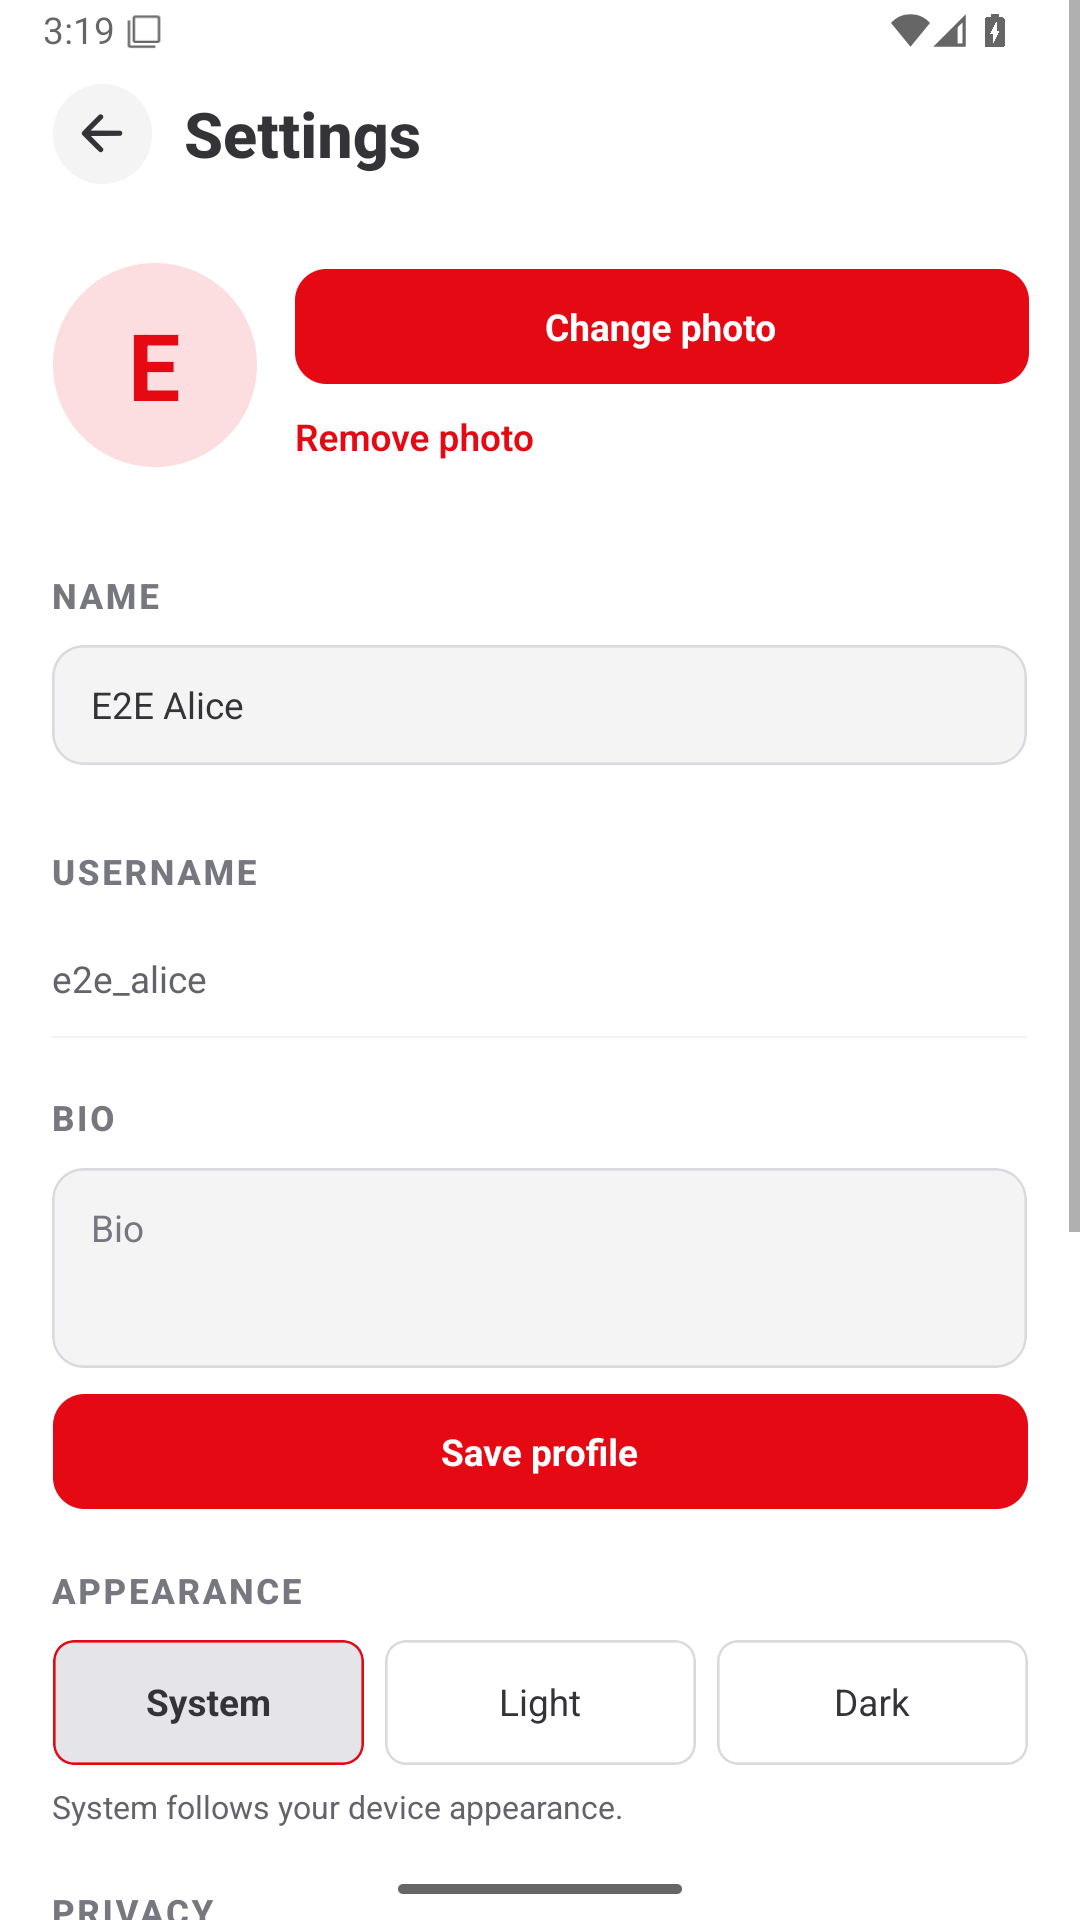 3:19
Settings
E
Change photo
Remove photo
NAME
E2E Alice
USERNAME
e2e_alice
BIO
Bio
Save profile
APPEARANCE
System
Light
Dark
System follows your device appearance.
PRIVACY